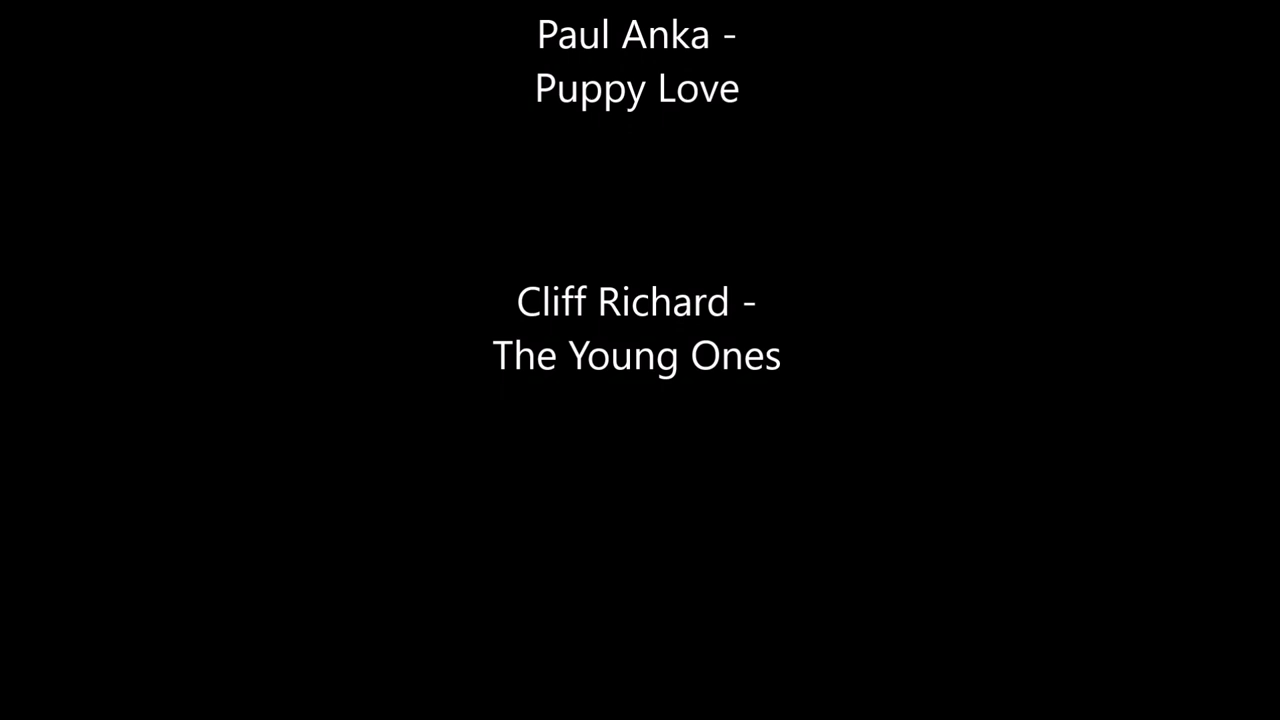 Paul Anka -
Puppy Love
Cliff Richard -
The Young Ones